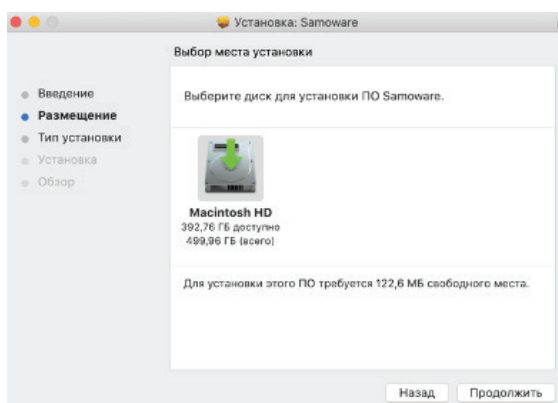 Установка: Samoware
Выбор места установки
Введение
Размещение
Тип установки
Установка
Обзор
Выберите диск для установки ПО Samoware.
Macintosh HD
392,76 ГБ доступно
499,96 ГБ (всего)
Для установки этого ПО требуется 122,6 МБ свободного места.
Назад
Продолжить